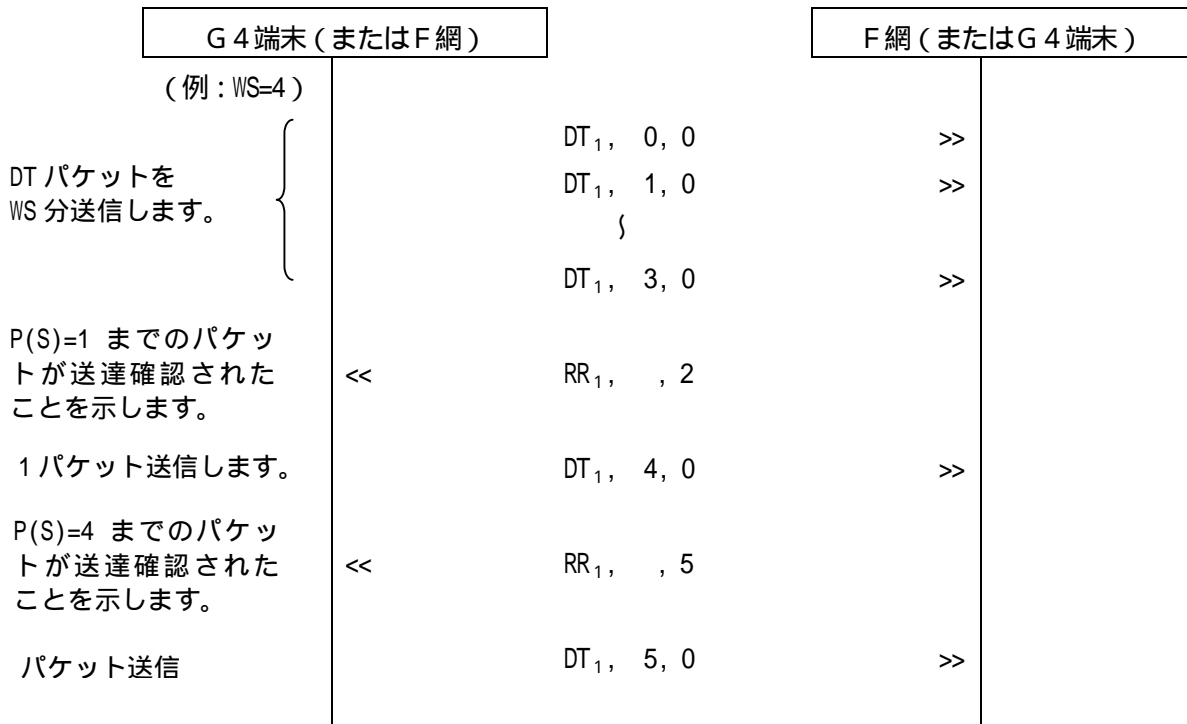 G4端末(またはF網)
F網(またはG4端末)
(例:WS=4)
DT₁, 0, 0 >>
DTパケットを
WS分送信します。
DT₁, 1, 0 >>
DT₁, 3, 0 >>
P(S)=1 までのパケッ
トが送達確認された
ことを示します。
<< RR₁, , 2
1パケット送信します。
DT₁, 4, 0 >>
P(S)=4 までのパケッ
トが送達確認された
ことを示します。
<< RR₁, , 5
パケット送信
DT₁, 5, 0 >>